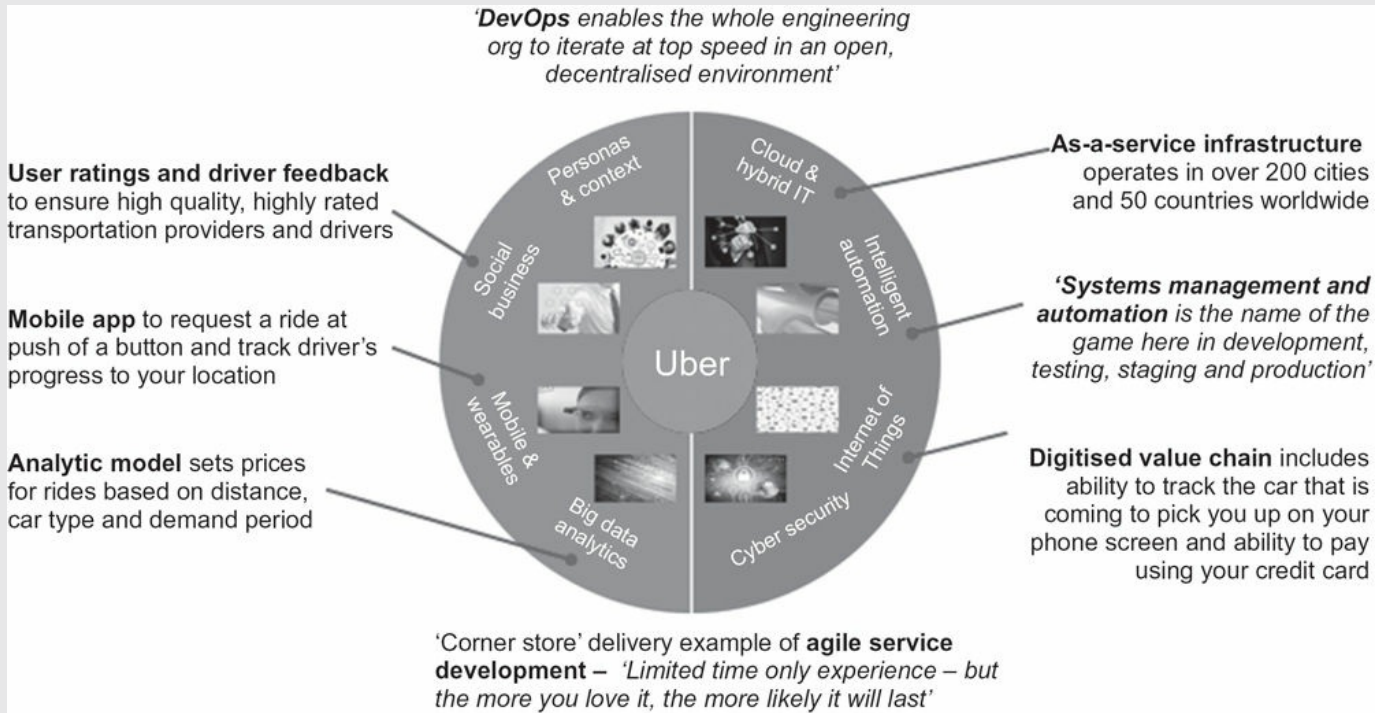 ‘DevOps enables the whole engineering
org to iterate at top speed in an open,
decentralised environment’
User ratings and driver feedback
to ensure high quality, highly rated
transportation providers and drivers
Mobile app to request a ride at
push of a button and track driver’s
progress to your location
Analytic model sets prices
for rides based on distance,
car type and demand period
Personas
& context
Social
business
Mobile &
wearables
Big data
analytics
Uber
Cloud &
hybrid IT
Intelligent
automation
Internet of
Things
Cyber security
As-a-service infrastructure
operates in over 200 cities
and 50 countries worldwide
‘Systems management and
automation is the name of the
game here in development,
testing, staging and production’
Digitised value chain includes
ability to track the car that is
coming to pick you up on your
phone screen and ability to pay
using your credit card
‘Corner store’ delivery example of agile service
development – ‘Limited time only experience – but
the more you love it, the more likely it will last’